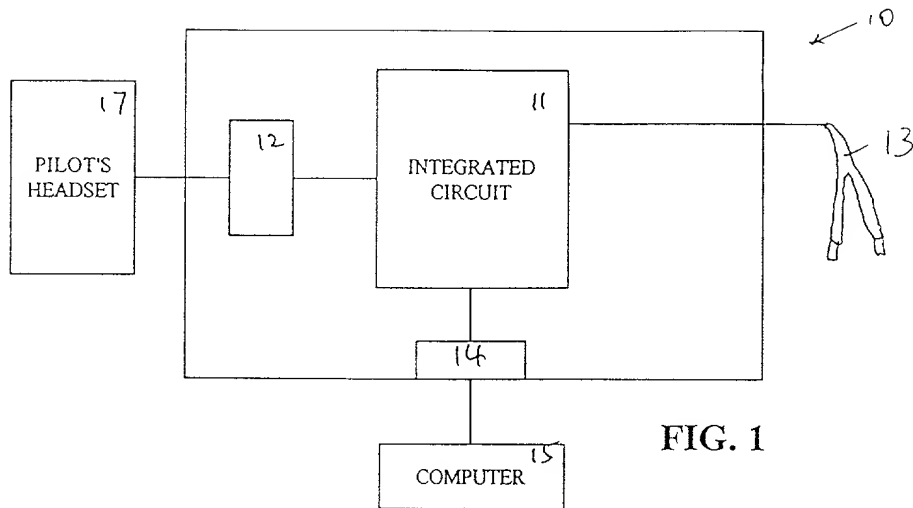 10
17
PILOT'S
HEADSET
12
11
INTEGRATED
CIRCUIT
13
14
FIG. 1
15
COMPUTER